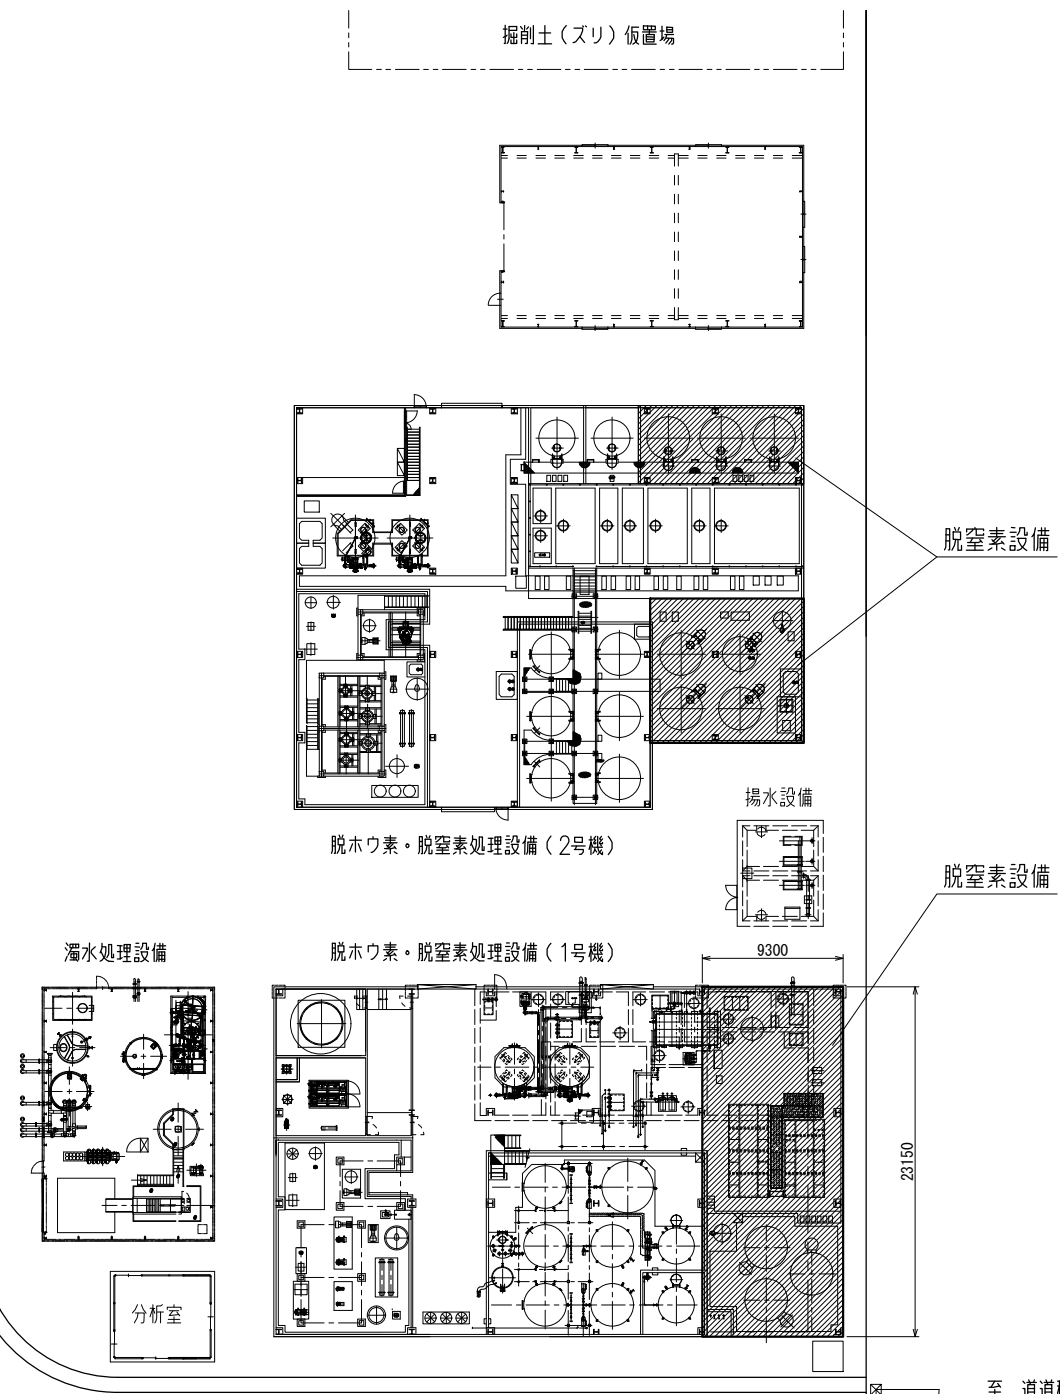 掘削土(ズリ)仮置場
脱窒素設備
揚水設備
脱ホウ素・脱窒素処理設備(2号機)
脱窒素設備
濁水処理設備
脱ホウ素・脱窒素処理設備(1号機)
9300
23150
分析室
至 道道